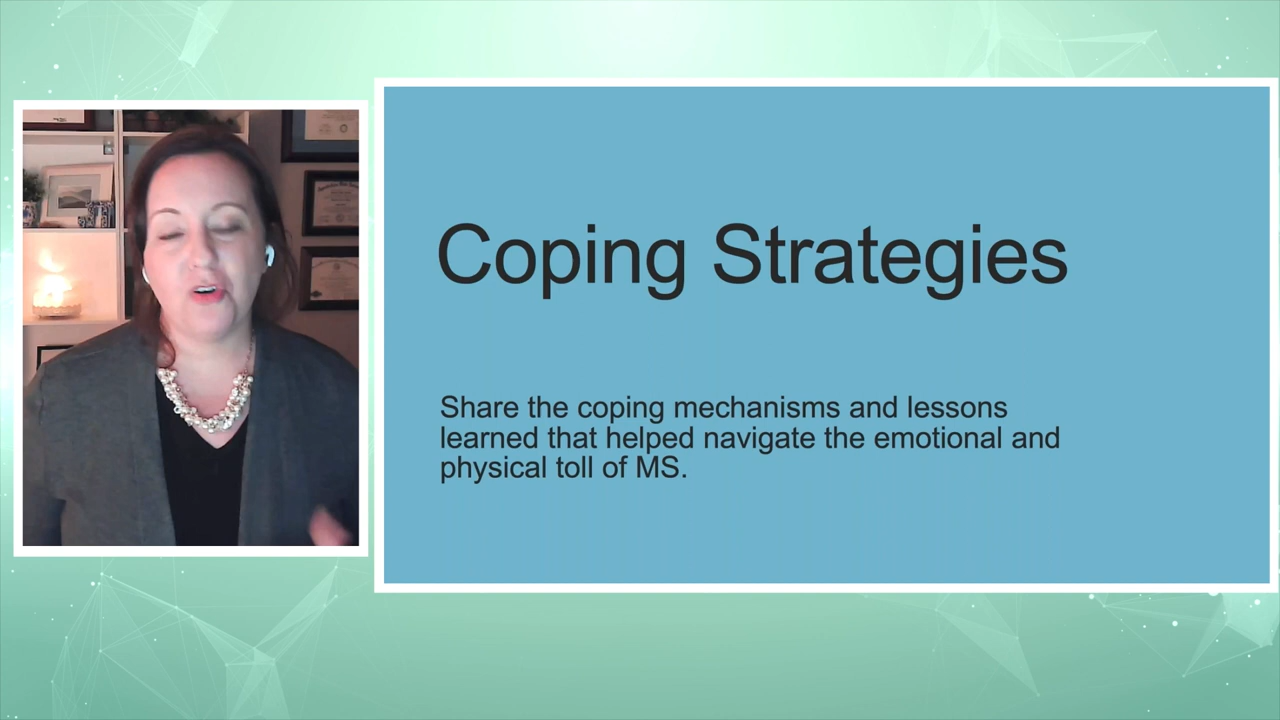 Coping Strategies
Share the coping mechanisms and lessons
learned that helped navigate the emotional and
physical toll of MS.